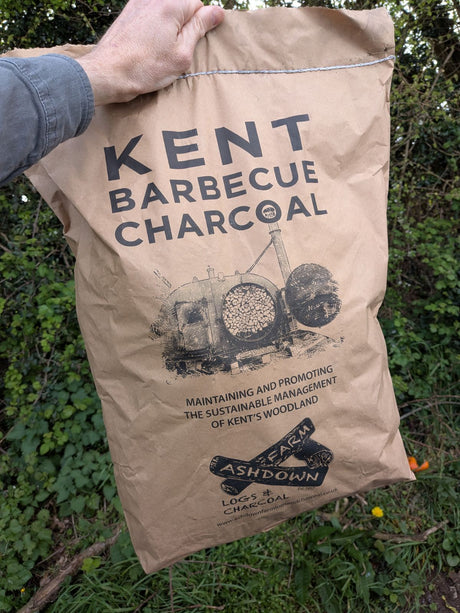 KENT
BARBECUE
CHARCOAL
MAINTAINING AND PROMOTING
THE SUSTAINABLE MANAGEMENT
OF KENT'S WOODLAND
FARM
ASHDOWN
LOGS &
CHARCOAL